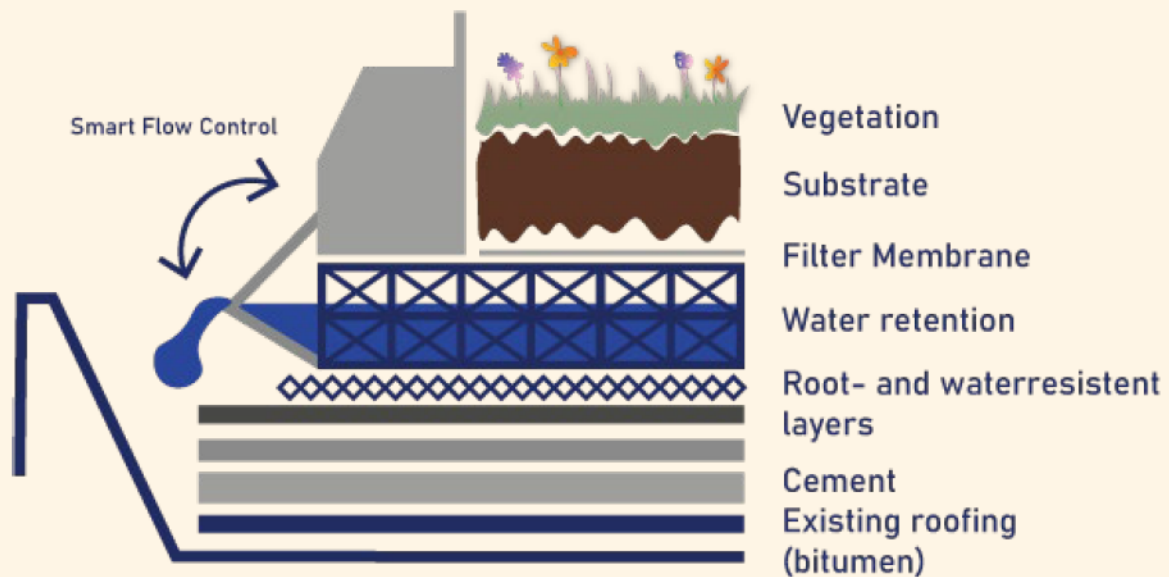 Smart Flow Control
Vegetation
Substrate
Filter Membrane
Water retention
Root- and waterresistent
layers
Cement
Existing roofing
(bitumen)